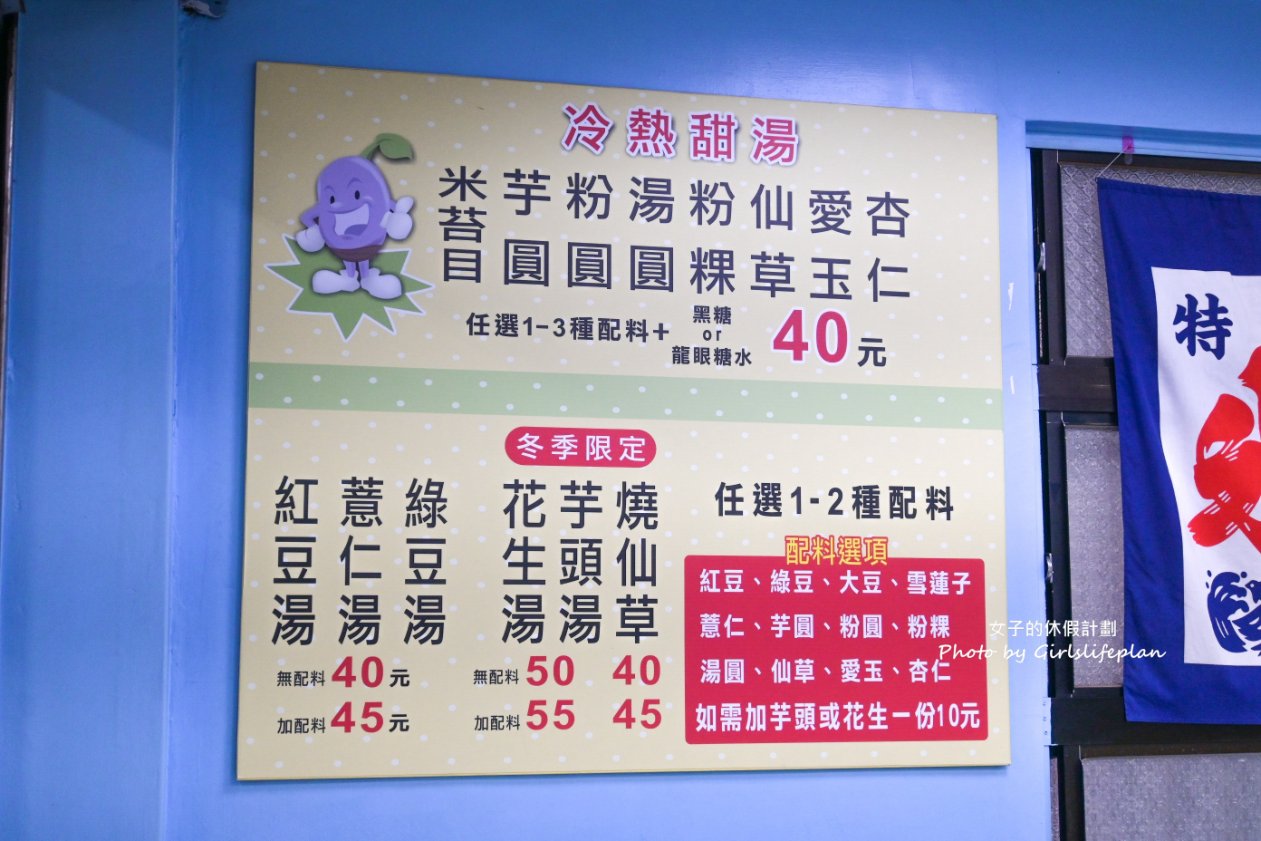 冷熱甜湯
米苔目
芋圓
粉圓
湯圓
粉粿
仙草
愛玉
杏仁
任選1-3種配料+
黑糖
or
龍眼糖水
40元
紅豆湯
薏仁湯
綠豆湯
無配料40元
加配料45元
冬季限定
花生湯
芋頭湯
燒仙草
無配料50 40
加配料55 45
任選1-2種配料
配料選項
紅豆、綠豆、大豆、雪蓮子
薏仁、芋圓、粉圓、粉粿
湯圓、仙草、愛玉、杏仁
如需加芋頭或花生一份10元
特
女子的休假計劃
Photo by Girlslifeplan